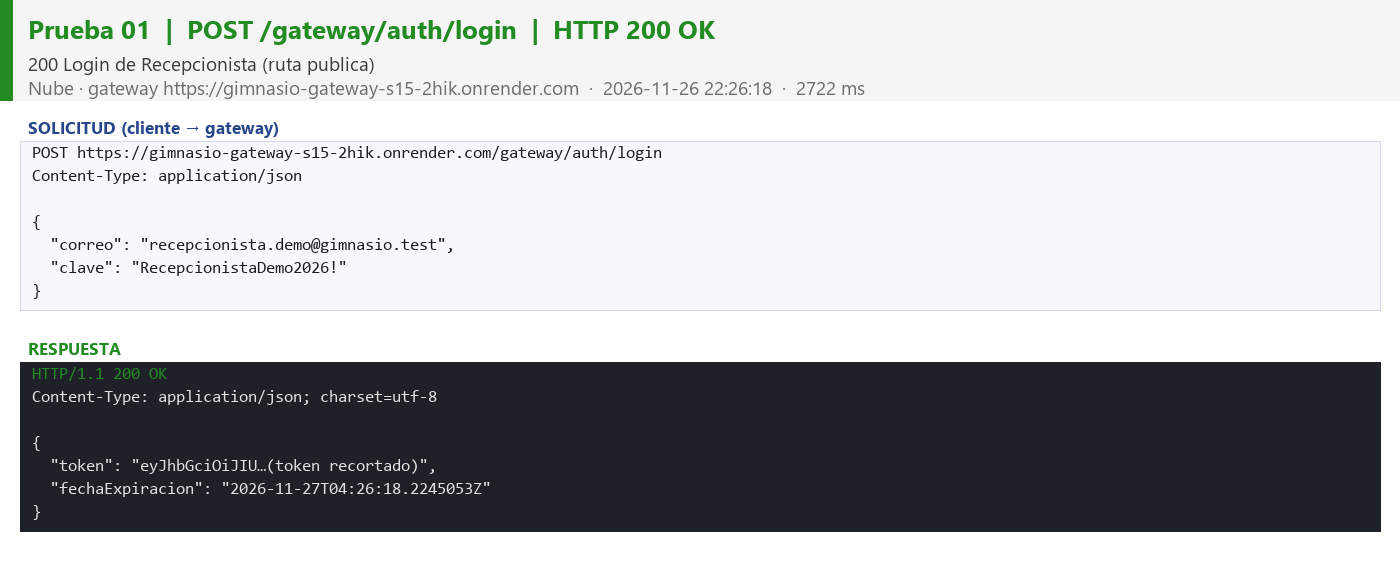 Prueba 01 | POST /gateway/auth/login | HTTP 200 OK
200 Login de Recepcionista (ruta publica)
Nube · gateway https://gimnasio-gateway-s15-2hik.onrender.com · 2026-11-26 22:26:18 · 2722 ms
SOLICITUD (cliente → gateway)
POST https://gimnasio-gateway-s15-2hik.onrender.com/gateway/auth/login
Content-Type: application/json
{
"correo": "recepcionista.demo@gimnasio.test",
"clave": "RecepcionistaDemo2026!"
}
RESPUESTA
HTTP/1.1 200 OK
Content-Type: application/json; charset=utf-8
{
"token": "eyJhbGciOiJIU…(token recortado)",
"fechaExpiracion": "2026-11-27T04:26:18.2245053Z"
}